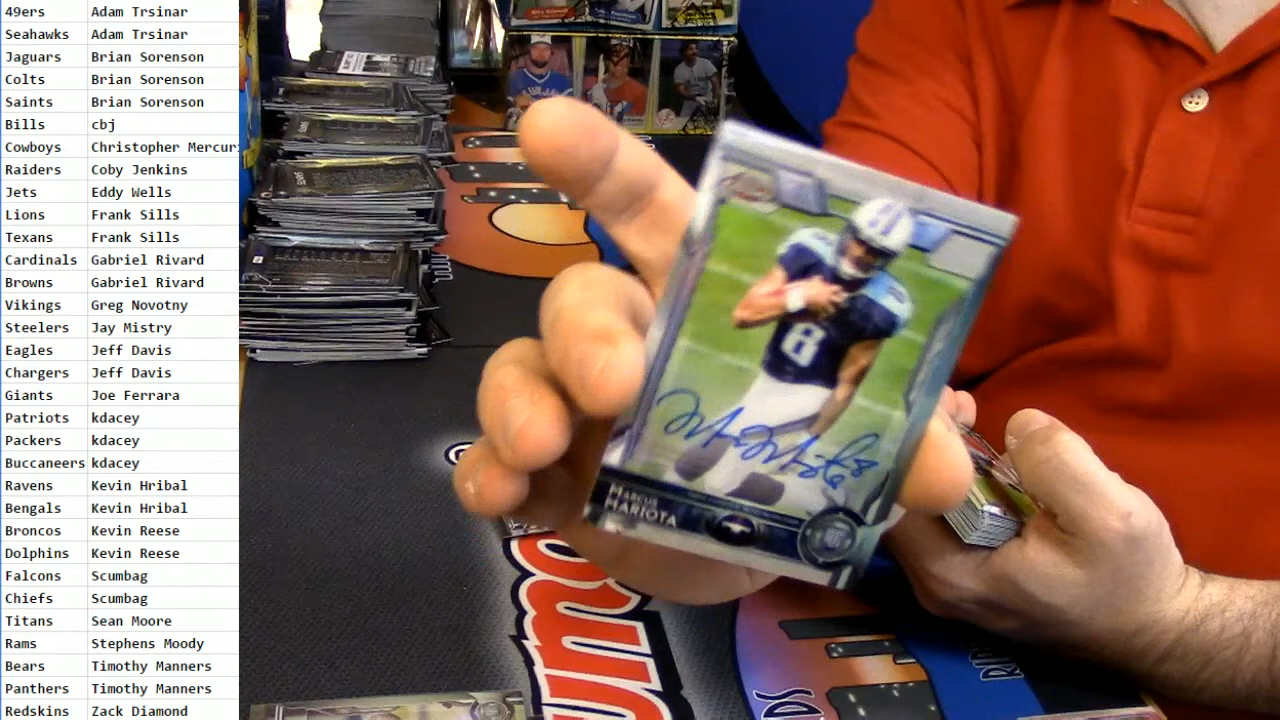 49ers Adam Trsinar
Seahawks Adam Trsinar
Jaguars Brian Sorenson
Colts Brian Sorenson
Saints Brian Sorenson
Bills cbj
Cowboys Christopher Mercur
Raiders Coby Jenkins
Jets Eddy Wells
Lions Frank Sills
Texans Frank Sills
Cardinals Gabriel Rivard
Browns Gabriel Rivard
Vikings Greg Novotny
Steelers Jay Mistry
Eagles Jeff Davis
Chargers Jeff Davis
Giants Joe Ferrara
Patriots kdacey
Packers kdacey
Buccaneers kdacey
Ravens Kevin Hribal
Bengals Kevin Hribal
Broncos Kevin Reese
Dolphins Kevin Reese
Falcons Scumbag
Chiefs Scumbag
Titans Sean Moore
Rams Stephens Moody
Bears Timothy Manners
Panthers Timothy Manners
Redskins Zack Diamond
8
MARCUS
MARIOTA